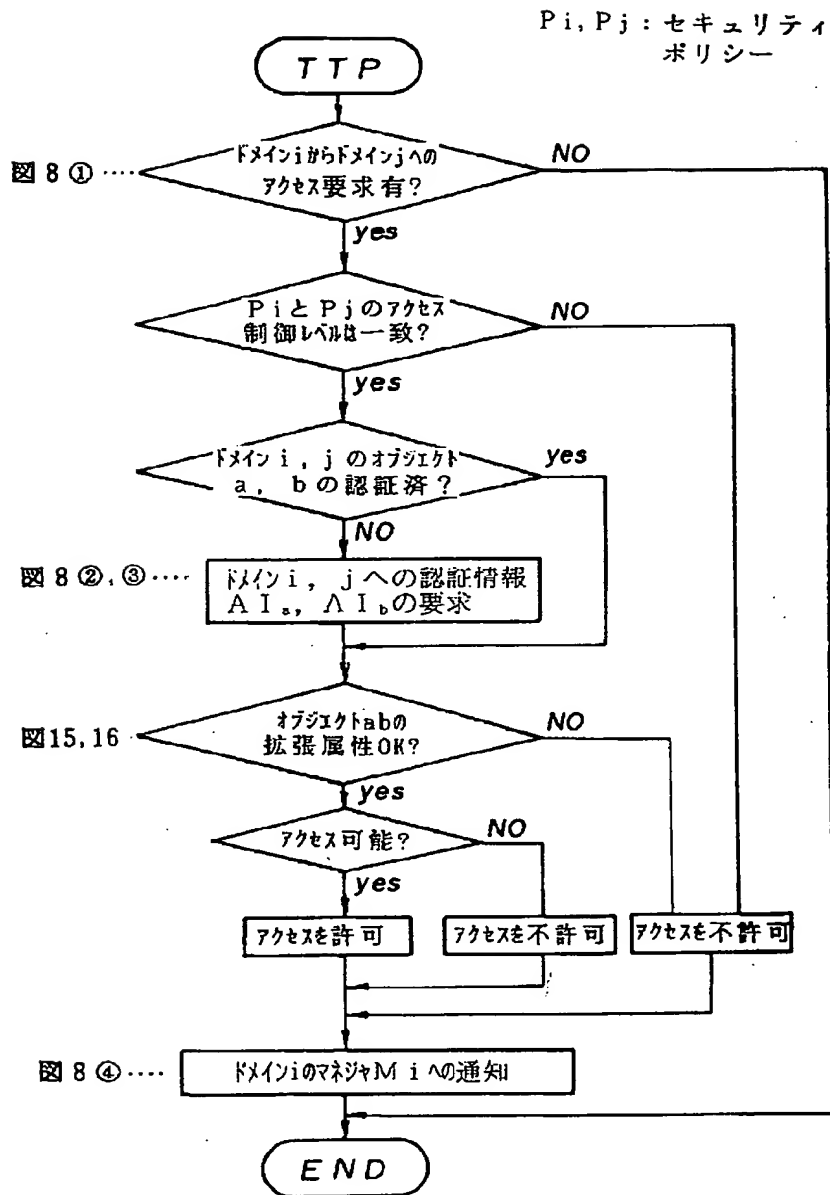 Pi, Pj : セキュリティ
ポリシー
TTP
図8①‥‥
ドメインiからドメインjへの
アクセス要求有?
NO
yes
PiとPjのアクセス
制御レベルは一致?
NO
yes
ドメインi, jのオブジェクト
a, bの認証済?
yes
NO
図8②,③‥‥
ドメインi, jへの認証情報
AIa, ΛIbの要求
図15,16
オブジェクトabの
拡張属性OK?
NO
yes
アクセス可能?
NO
yes
アクセスを許可
アクセスを不許可
アクセスを不許可
図8④‥‥
ドメインiのマネジャMiへの通知
END